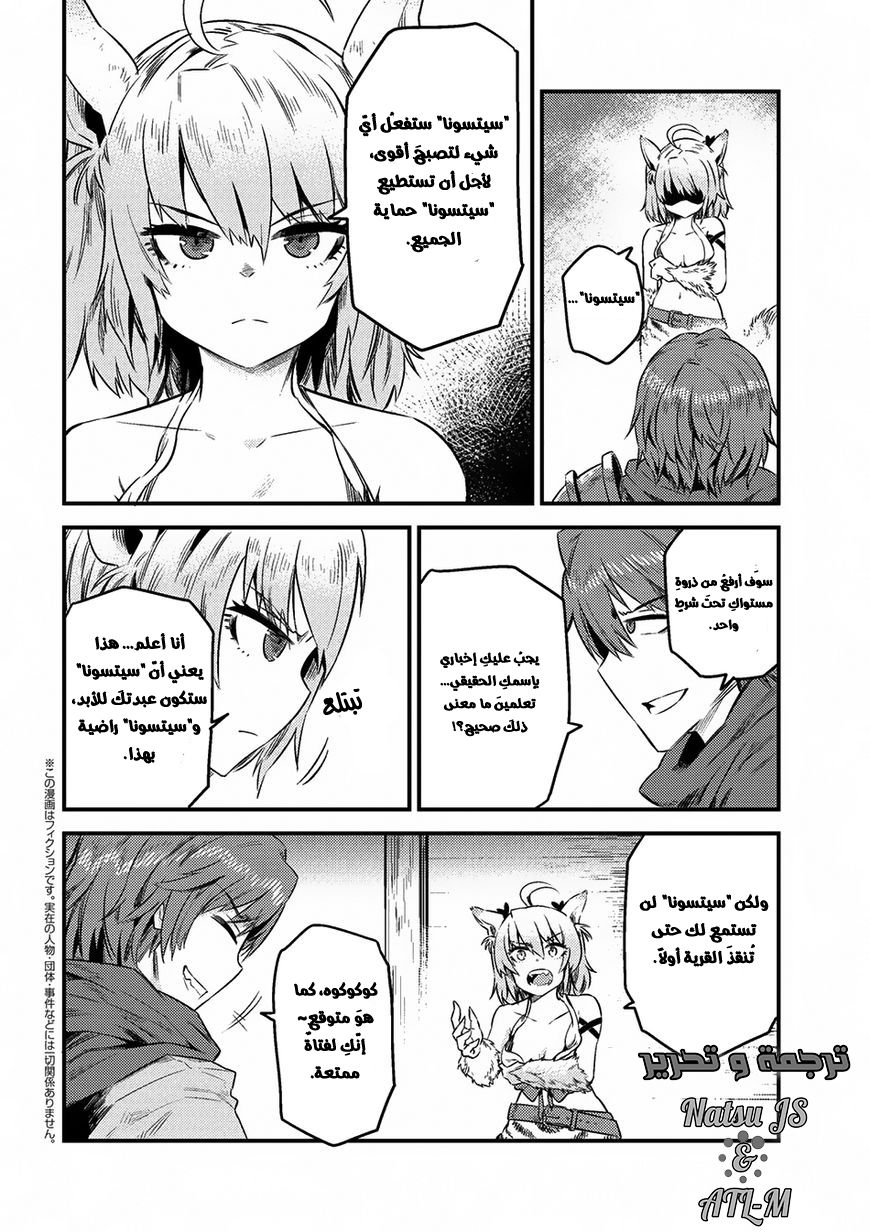 "سيتسونا"...
"سيتسونا" ستفعلُ أيّ
شيء لتصبحَ أقوى،
لأجل أن تستطيع
"سيتسونا" حماية
الجميع.
سوَف أرفعُ من ذروةِ
مستواكِ تحتَ شرطٍ
واحد.
يجبُ عليكِ إخباري
بإسمكِ الحقيقي...
تعلمينَ ما معنى
ذلك صحيح؟!
أنا أعلم... هذا
يعني أنّ "سيتسونا"
ستكون عبدتكَ للأبد،
و"سيتسونا" راضية
بهذا.
تبتلع
ولكن "سيتسونا" لن
تستمع لك حتى
تُنقذَ القرية أولاً.
كوكوكوه، كما
هوَ متوقع~
إنّكِ لفتاةٌ
ممتعة.
※この漫画はフィクションです。実在の人物・団体・事件などには一切関係ありません。
ترجمة و تحرير
Natsu JS
&
ATL-M